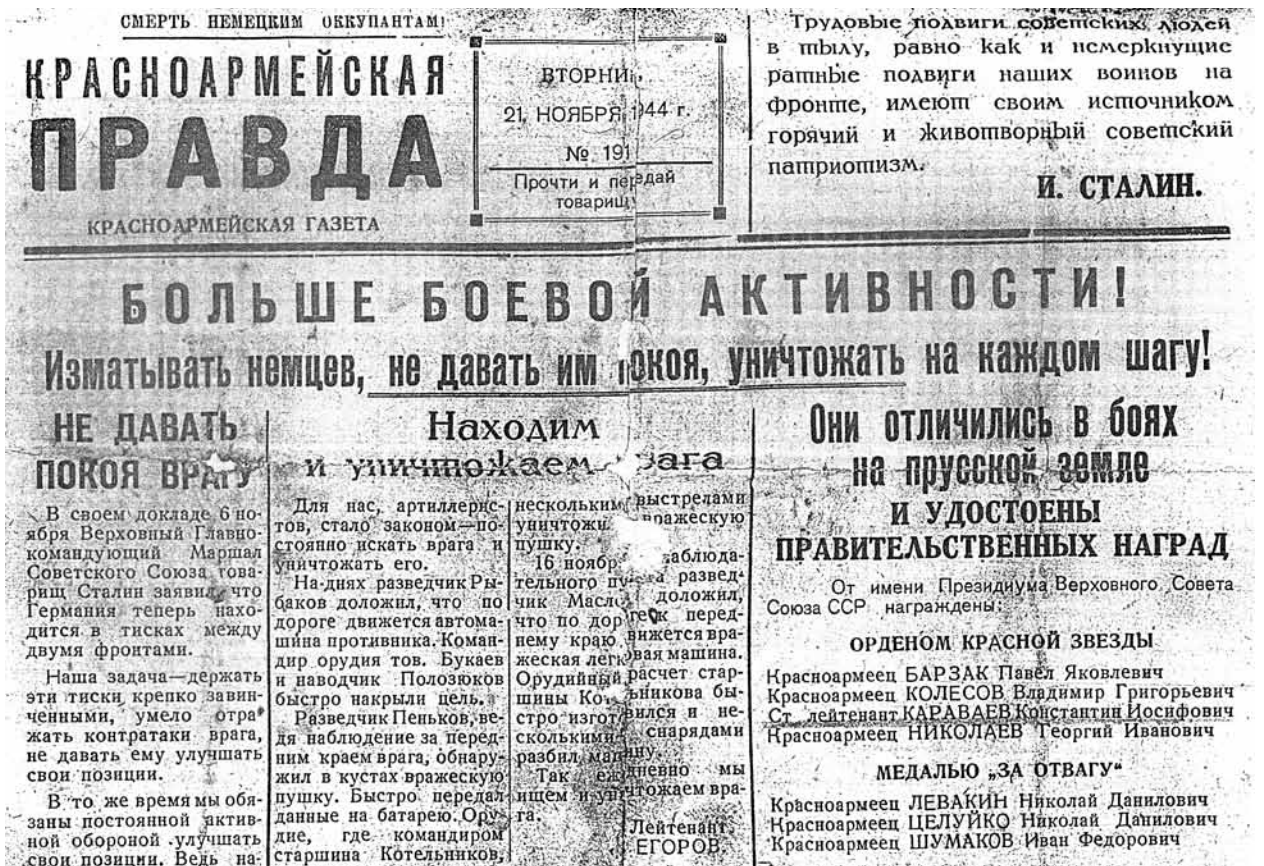 СМЕРТЬ НЕМЕЦКИМ ОККУПАНТАМ!
КРАСНОАРМЕЙСКАЯ
ПРАВДА
КРАСНОАРМЕЙСКАЯ ГАЗЕТА
21 НОЯБРЯ 1944 г.
№ 191
Прочти и передай
товарищу
Трудовые подвиги советских людей
в тылу, равно как и немеркнущие
ратные подвиги наших воинов на
фронте, имеют своим источником
горячий и животворный советский
патриотизм.
И. СТАЛИН.
БОЛЬШЕ БОЕВОЙ АКТИВНОСТИ!
Изматывать немцев, не давать им покоя, уничтожать на каждом шагу!
НЕ ДАВАТЬ
ПОКОЯ ВРАГУ
В своем докладе 6 но-
ября Верховный Главно-
командующий Маршал
Советского Союза това-
рищ Сталин заявил, что
Германия теперь нахо-
дится в тисках между
двумя фронтами.
Наша задача—держать
эти тиски крепко завин-
ченными, умело отра-
жать контратаки врага,
не давать ему улучшать
свои позиции.
В то же время мы обя-
заны постоянной актив-
ной обороной улучшать
свои позиции. Ведь на-
Находим
и уничтожаем врага
Для нас, артиллерис-
тов, стало законом—по-
стоянно искать врага и
уничтожать его.
На-днях разведчик Ры-
баков доложил, что по
дороге движется автома-
шина противника. Коман-
дир орудия тов. Букаев
и наводчик Полозюков
быстро накрыли цель.
Разведчик Пеньков, ве-
дя наблюдение за перед-
ним краем врага, обнару-
жил в кустах вражескую
пушку. Быстро передал
данные на батарею. Ору-
дие, где командиром
старшина Котельников,
несколькими выстрелами
вражескую
пушку.
16 наблюда-
тельного развед-
чик доложил,
что по перед-
нему краю движется вра-
жеская машина.
Орудийный расчет стар-
шины бы-
стро и не-
сколькими снарядами
разбил
Так мы
ищем и уничтожаем вра-
га.
Лейтенант
ЕГОРОВ.
Они отличились в боях
на прусской земле
И УДОСТОЕНЫ
ПРАВИТЕЛЬСТВЕННЫХ НАГРАД
От имени Президиума Верховного Совета
Союза ССР награждены:
ОРДЕНОМ КРАСНОЙ ЗВЕЗДЫ
Красноармеец БАРЗАК Павел Яковлевич
Красноармеец КОЛЕСОВ Владимир Григорьевич
Ст. лейтенант КАРАВАЕВ Константин Иосифович
Красноармеец НИКОЛАЕВ Георгий Иванович
МЕДАЛЬЮ „ЗА ОТВАГУ“
Красноармеец ЛЕВАКИН Николай Данилович
Красноармеец ЦЕЛУЙКО Николай Данилович
Красноармеец ШУМАКОВ Иван Федорович